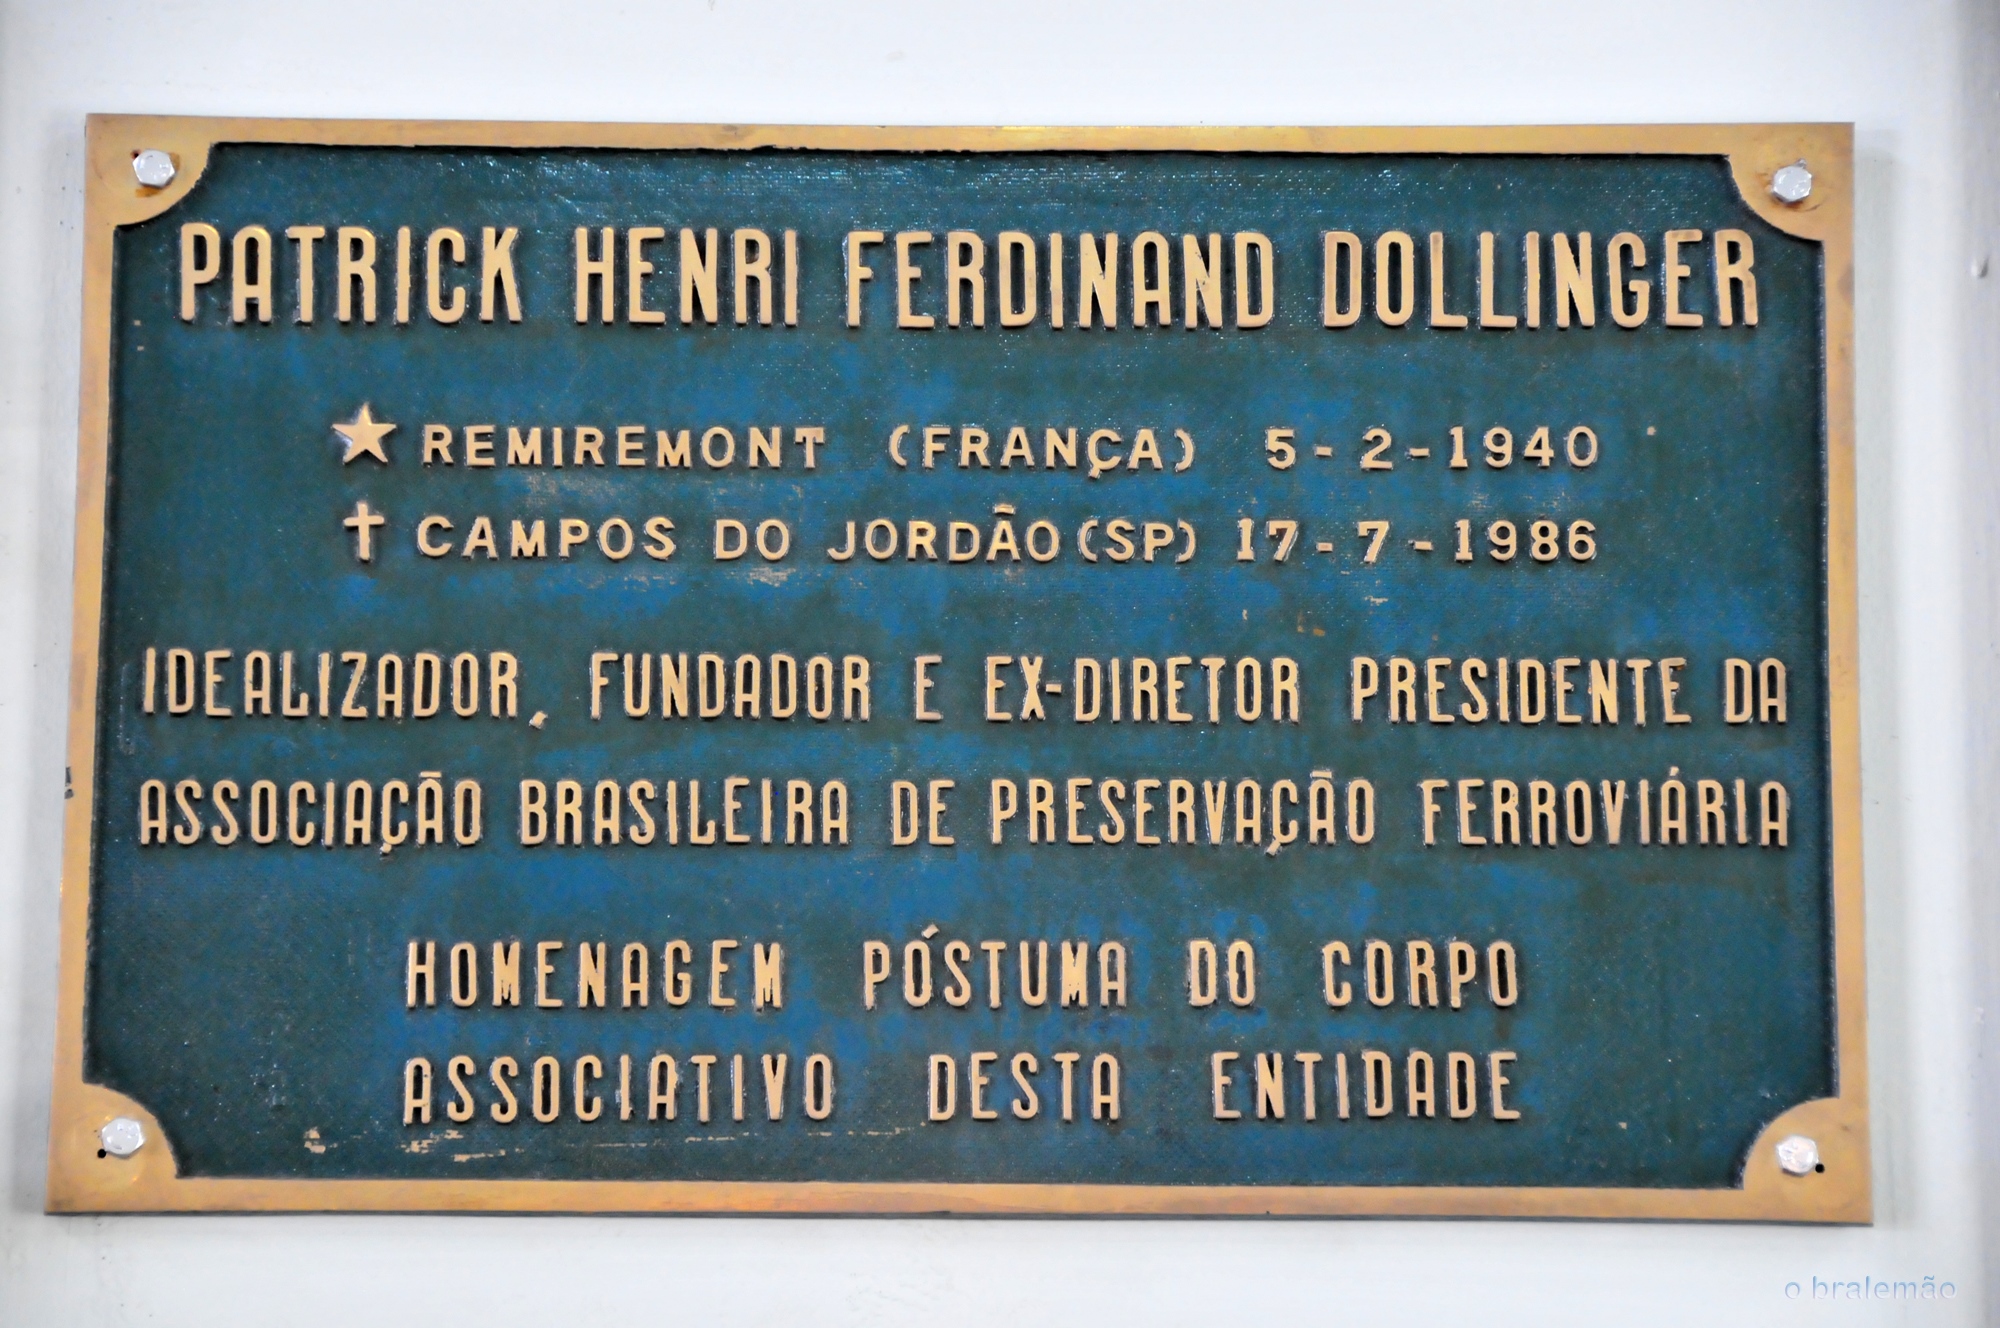 PATRICK HENRI FERDINAND DOLLINGER
★ REMIREMONT (FRANÇA) 5-2-1940
✝ CAMPOS DO JORDÃO (SP) 17-7-1986
IDEALIZADOR, FUNDADOR E EX-DIRETOR PRESIDENTE DA
ASSOCIAÇÃO BRASILEIRA DE PRESERVAÇÃO FERROVIÁRIA
HOMENAGEM PÓSTUMA DO CORPO
ASSOCIATIVO DESTA ENTIDADE
o bralemão